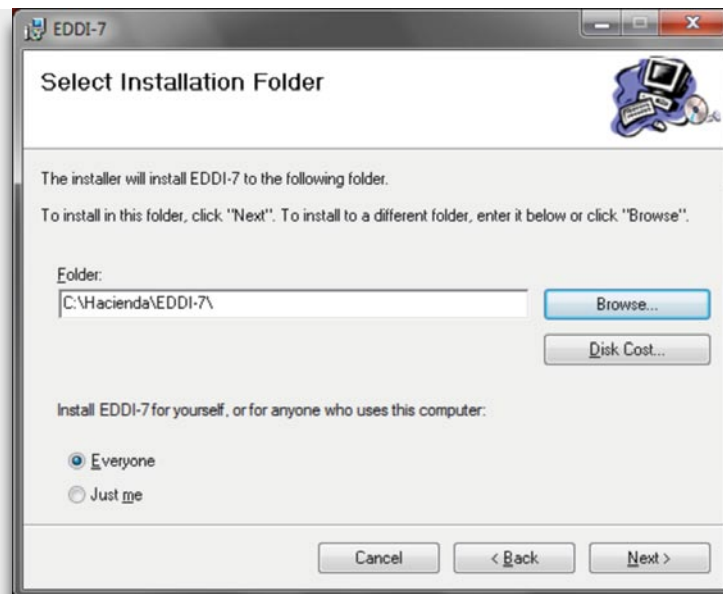 EDDI-7
Select Installation Folder
The installer will install EDDI-7 to the following folder.
To install in this folder, click "Next". To install to a different folder, enter it below or click "Browse".
Folder:
C:\Hacienda\EDDI-7\
Browse...
Disk Cost...
Install EDDI-7 for yourself, or for anyone who uses this computer:
Everyone
Just me
Cancel
< Back
Next >